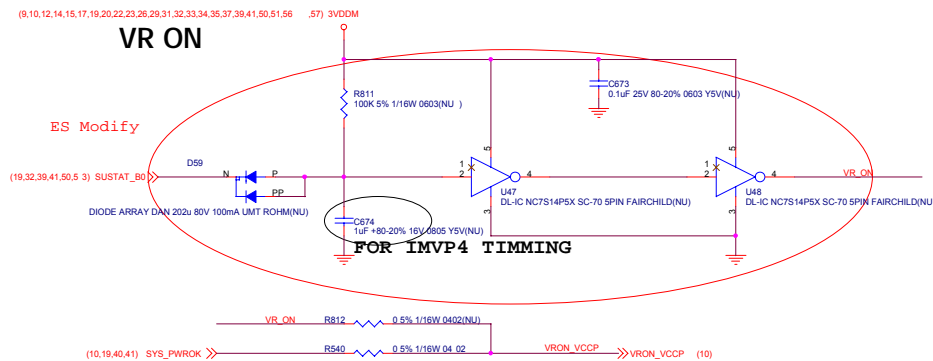 (9,10,12,14,15,17,19,20,22,23,26,29,31,32,33,34,35,37,39,41,50,51,56 ,57) 3VDDM
VR ON
C673
0.1uF 25V 80-20% 0603 Y5V(NU)
R811
100K 5% 1/16W 0603(NU )
ES Modify
D59
5
5
(19,32,39,41,50,5 3) SUSTAT_B0
N
P
PP
1
2
4
1
2
4
VR_ON
U47
DL-IC NC7S14P5X SC-70 5PIN FAIRCHILD(NU)
U48
DL-IC NC7S14P5X SC-70 5PIN FAIRCHILD(NU
3
3
DIODE ARRAY DAN 202u 80V 100mA UMT ROHM(NU)
C674
1uF +80-20% 16V 0805 Y5V(NU)
FOR IMVP4 TIMMING
VR_ON
R812
0 5% 1/16W 0402(NU)
(10,19,40,41) SYS_PWROK
R540
0 5% 1/16W 04 02
VRON_VCCP
VRON_VCCP (10)